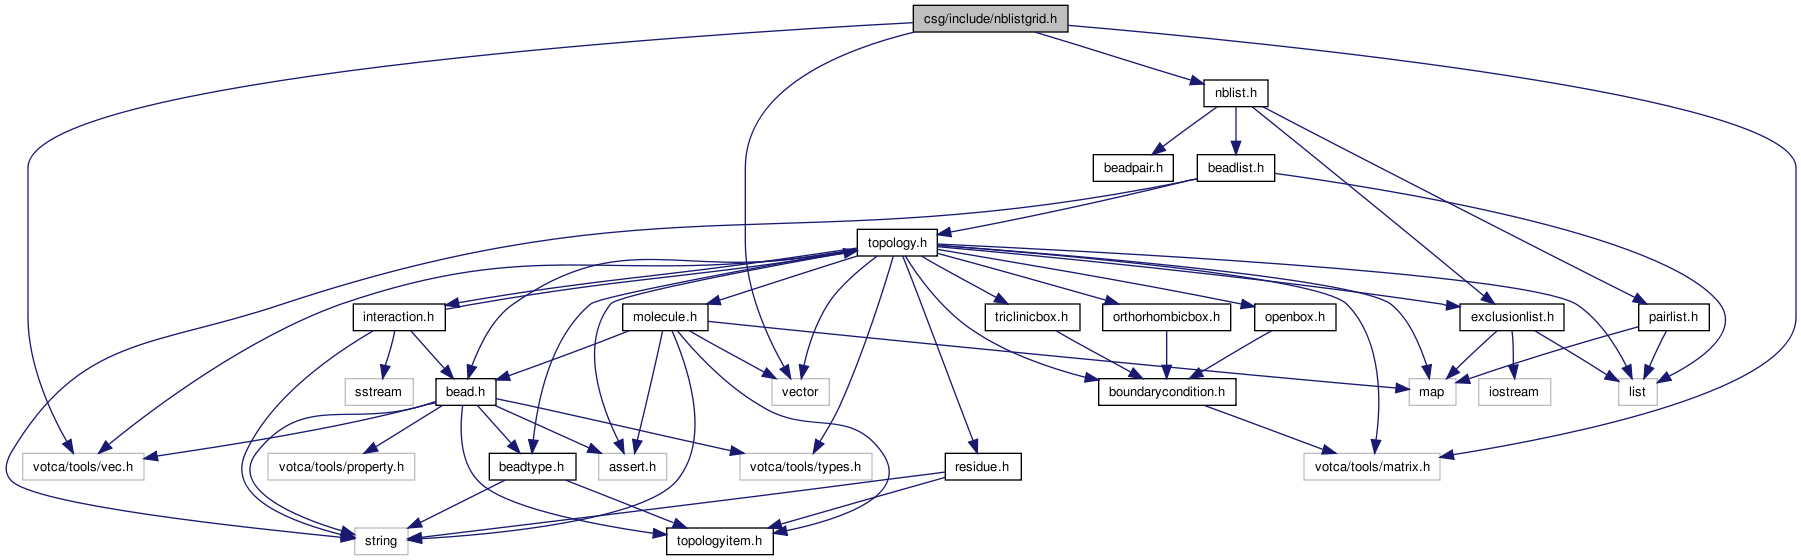 csg/include/nblistgrid.h
nblist.h
beadpair.h
beadlist.h
topology.h
interaction.h
molecule.h
triclinicbox.h
orthorhombicbox.h
openbox.h
exclusionlist.h
pairlist.h
sstream
bead.h
vector
boundarycondition.h
map
iostream
list
votca/tools/vec.h
votca/tools/property.h
beadtype.h
assert.h
votca/tools/types.h
residue.h
votca/tools/matrix.h
string
topologyitem.h